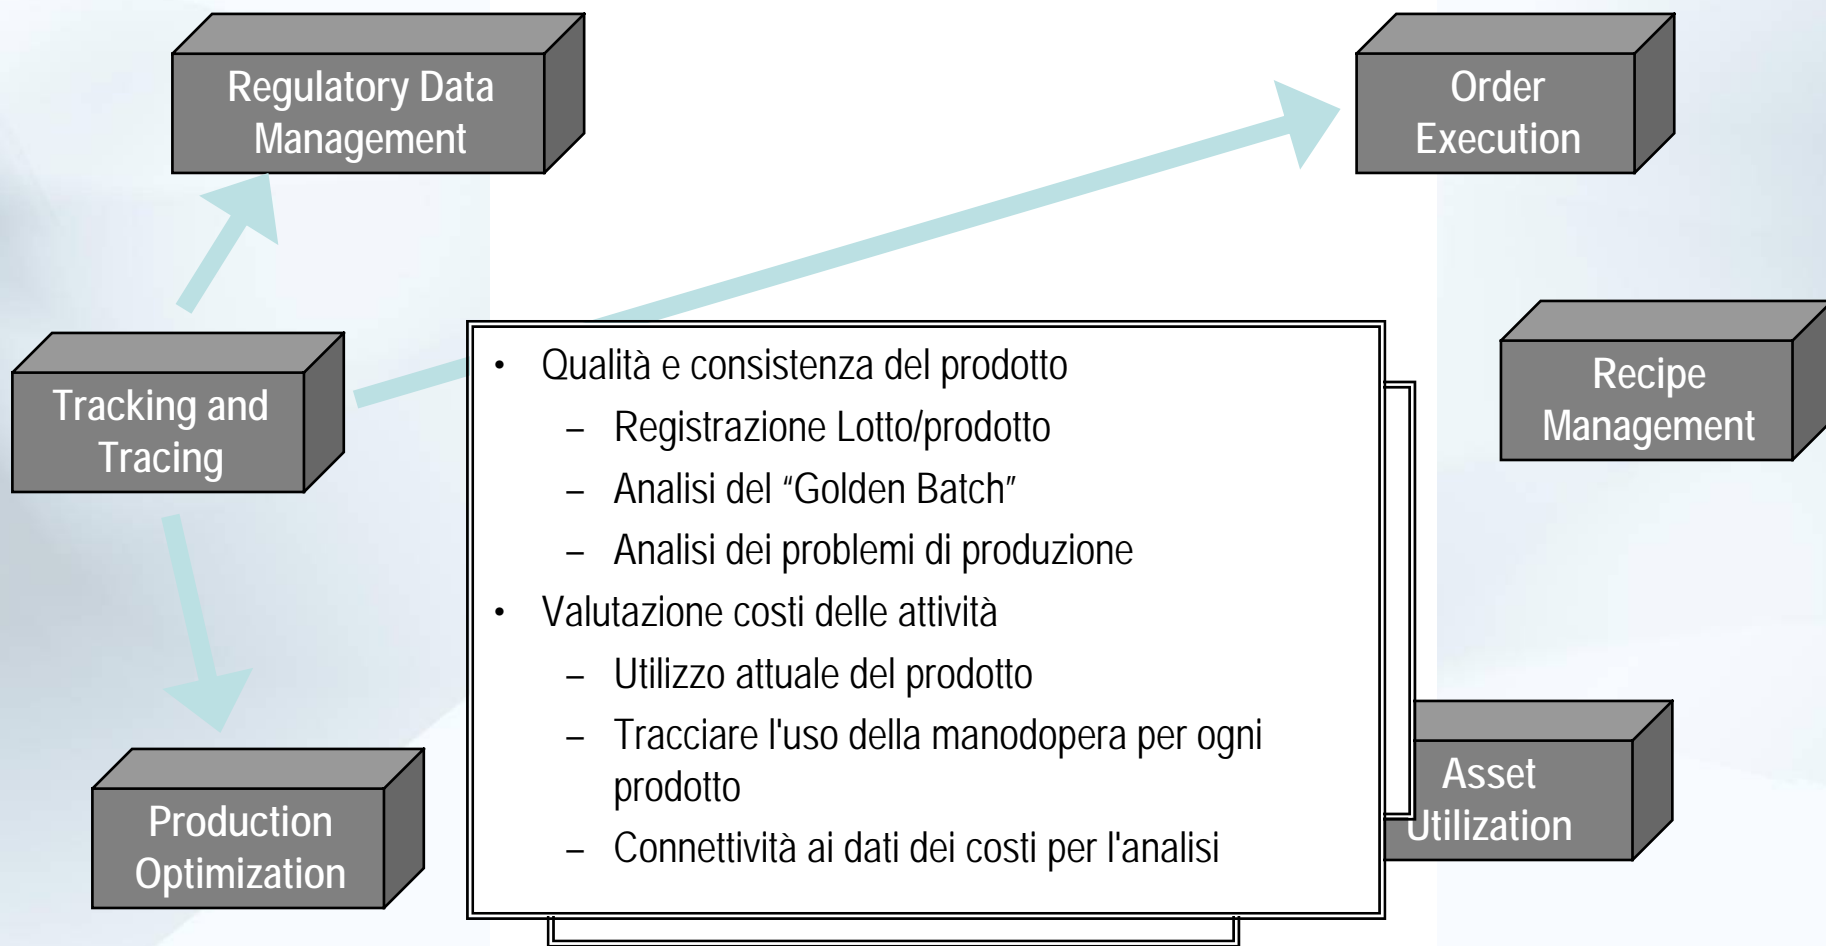 Regulatory Data
Management
Order
Execution
Tracking and
Tracing
• Qualità e consistenza del prodotto
– Registrazione Lotto/prodotto
– Analisi del “Golden Batch”
– Analisi dei problemi di produzione
• Valutazione costi delle attività
– Utilizzo attuale del prodotto
– Tracciare l'uso della manodopera per ogni
prodotto
– Connettività ai dati dei costi per l'analisi
Recipe
Management
Production
Optimization
Asset
Utilization